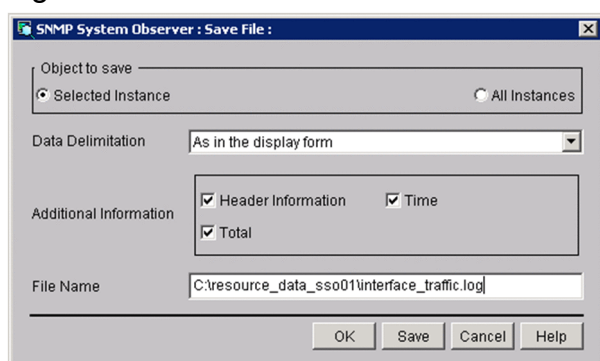 SNMP System Observer : Save File :
Object to save
Selected Instance
All Instances
Data Delimitation
As in the display form
Additional Information
Header Information
Time
Total
File Name
C:\resource_data_sso01\interface_traffic.log
OK
Save
Cancel
Help